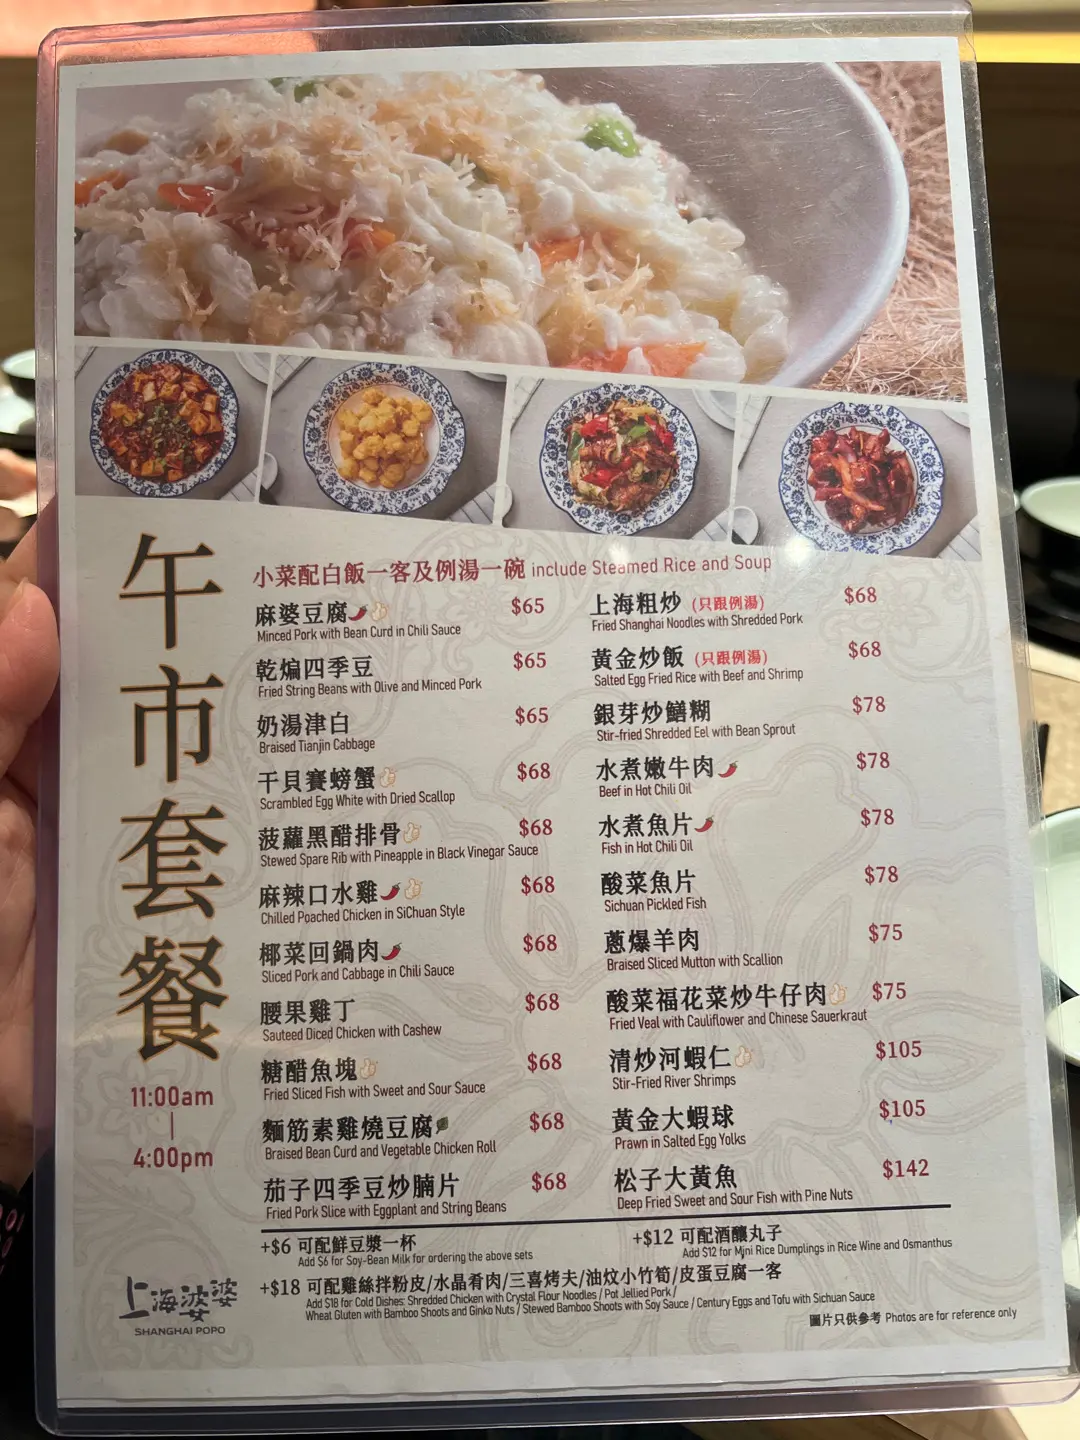 午市套餐
11:00am
|
4:00pm
小菜配白飯一客及例湯一碗 include Steamed Rice and Soup
麻婆豆腐 $65
Minced Pork with Bean Curd in Chili Sauce
乾煸四季豆 $65
Fried String Beans with Olive and Minced Pork
奶湯津白 $65
Braised Tianjin Cabbage
干貝賽螃蟹 $68
Scrambled Egg White with Dried Scallop
菠蘿黑醋排骨 $68
Stewed Spare Rib with Pineapple in Black Vinegar Sauce
麻辣口水雞 $68
Chilled Poached Chicken in SiChuan Style
椰菜回鍋肉 $68
Sliced Pork and Cabbage in Chili Sauce
腰果雞丁 $68
Sauteed Diced Chicken with Cashew
糖醋魚塊 $68
Fried Sliced Fish with Sweet and Sour Sauce
麵筋素雞燒豆腐 $68
Braised Bean Curd and Vegetable Chicken Roll
茄子四季豆炒腩片 $68
Fried Pork Slice with Eggplant and String Beans
上海粗炒 (只跟例湯) $68
Fried Shanghai Noodles with Shredded Pork
黃金炒飯 (只跟例湯) $68
Salted Egg Fried Rice with Beef and Shrimp
銀芽炒鱔糊 $78
Stir-fried Shredded Eel with Bean Sprout
水煮嫩牛肉 $78
Beef in Hot Chili Oil
水煮魚片 $78
Fish in Hot Chili Oil
酸菜魚片 $78
Sichuan Pickled Fish
蔥爆羊肉 $75
Braised Sliced Mutton with Scallion
酸菜福花菜炒牛仔肉 $75
Fried Veal with Cauliflower and Chinese Sauerkraut
清炒河蝦仁 $105
Stir-Fried River Shrimps
黃金大蝦球 $105
Prawn in Salted Egg Yolks
松子大黃魚 $142
Deep Fried Sweet and Sour Fish with Pine Nuts
+$6 可配鮮豆漿一杯
Add $6 for Soy-Bean Milk for ordering the above sets
+$12 可配酒釀丸子
Add $12 for Mini Rice Dumplings in Rice Wine and Osmanthus
+$18 可配雞絲拌粉皮/水晶肴肉/三喜烤夫/油炆小竹筍/皮蛋豆腐一客
Add $18 for Cold Dishes: Shredded Chicken with Crystal Flour Noodles / Pot Jellied Pork /
Wheat Gluten with Bamboo Shoots and Ginko Nuts / Stewed Bamboo Shoots with Soy Sauce / Century Eggs and Tofu with Sichuan Sauce
上海婆婆
SHANGHAI POPO
圖片只供參考 Photos are for reference only